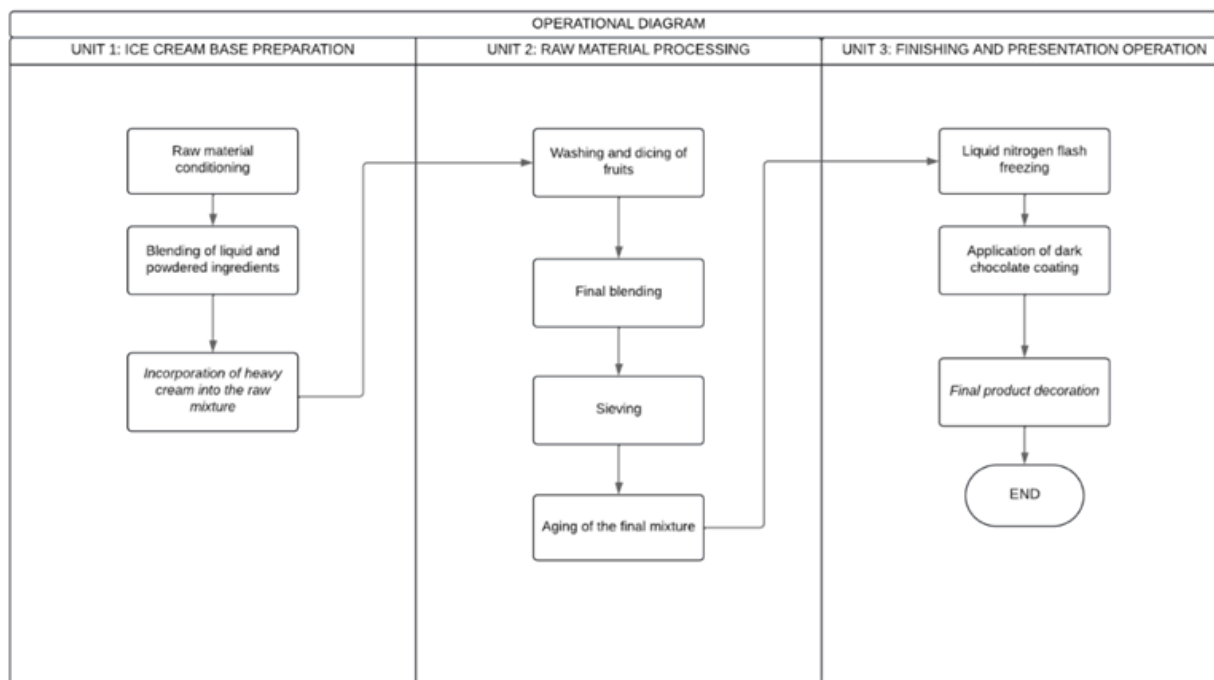 OPERATIONAL DIAGRAM
UNIT 1: ICE CREAM BASE PREPARATION
Raw material
conditioning
Blending of liquid and
powdered ingredients
Incorporation of heavy
cream into the raw
mixture
UNIT 2: RAW MATERIAL PROCESSING
Washing and dicing of
fruits
Final blending
Sieving
Aging of the final mixture
UNIT 3: FINISHING AND PRESENTATION OPERATION
Liquid nitrogen flash
freezing
Application of dark
chocolate coating
Final product decoration
END